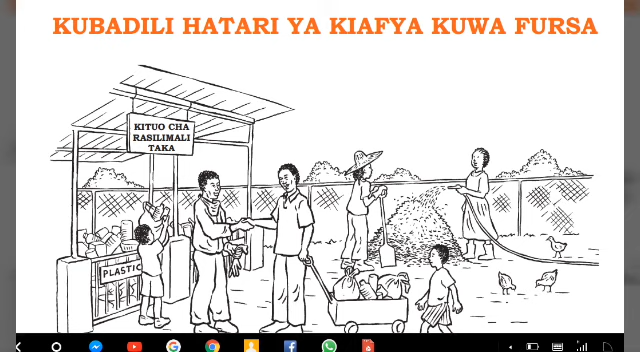 KUBADILI HATARI YA KIAFYA KUWA FURSA
KITUO CHA
RASILIMALI
TAKA
PLASTIC